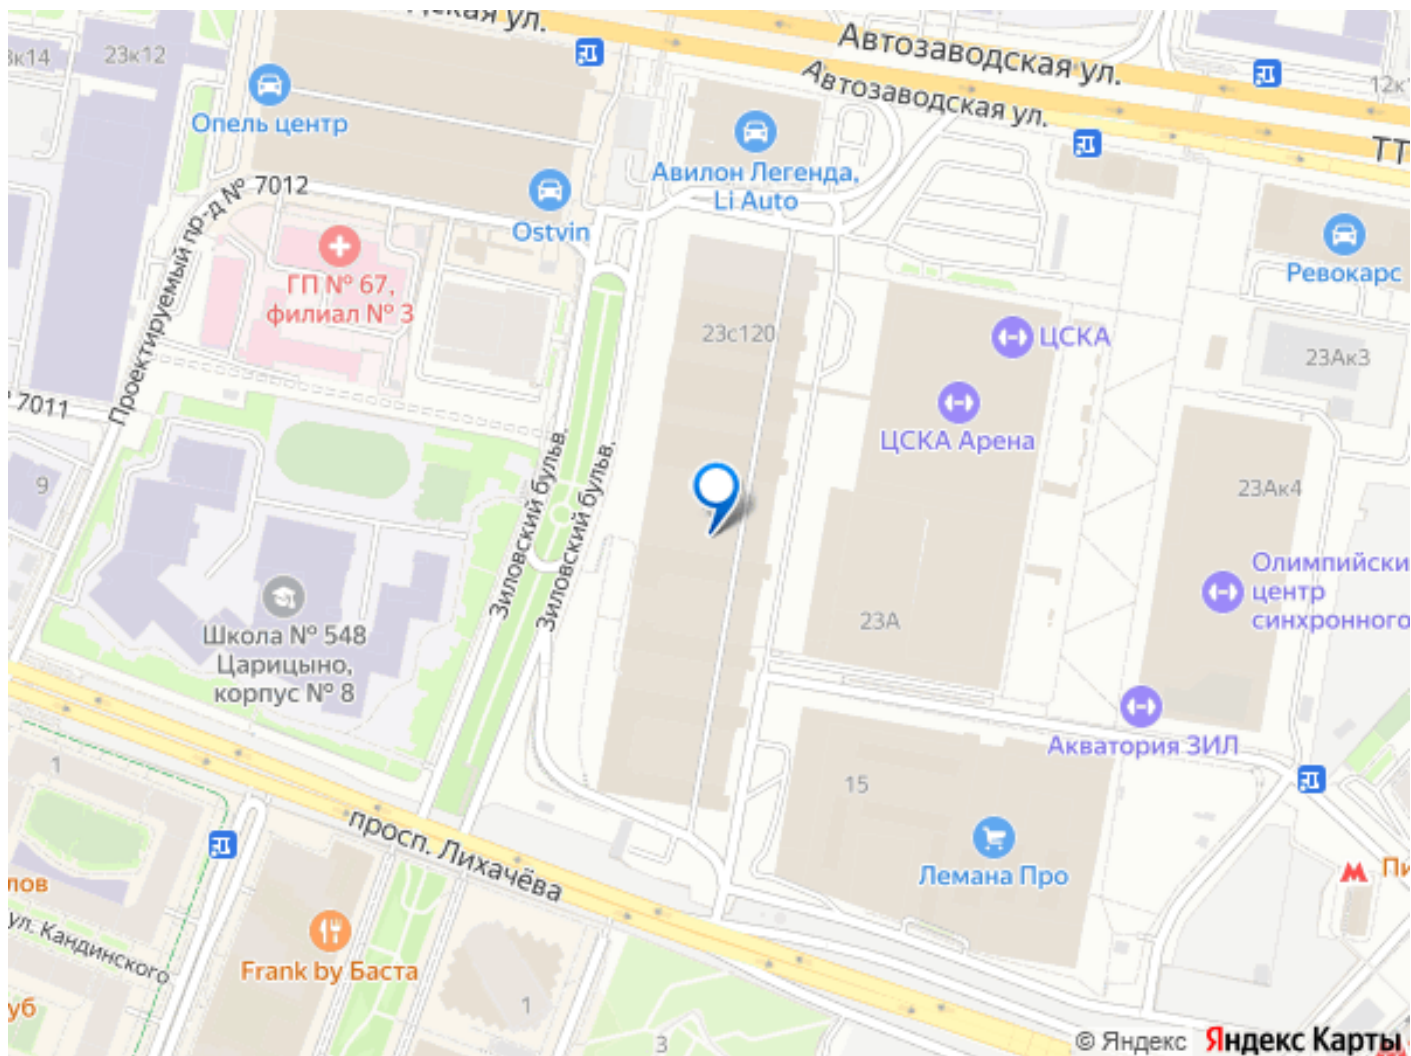 Автозаводская ул.
Автозаводская ул.
23к12
Опель центр
Авилон Легенда,
Li Auto
ТТ
Проектируемый пр-д № 7012
Ostvin
ГП № 67,
филиал № 3
Ревокарс
23с120
ЦСКА
23Ак3
7011
ЦСКА Арена
9
23Ак4
Зиловский бульв.
Зиловский бульв.
Олимпийски
центр
синхронного
23А
Школа № 548
Царицыно,
корпус № 8
Акватория ЗИЛ
1
15
просп. Лихачёва
Лемана Про
лов
Пи
ул. Кандинского
Frank by Баста
уб
1
3
© Яндекс Яндекс Карты